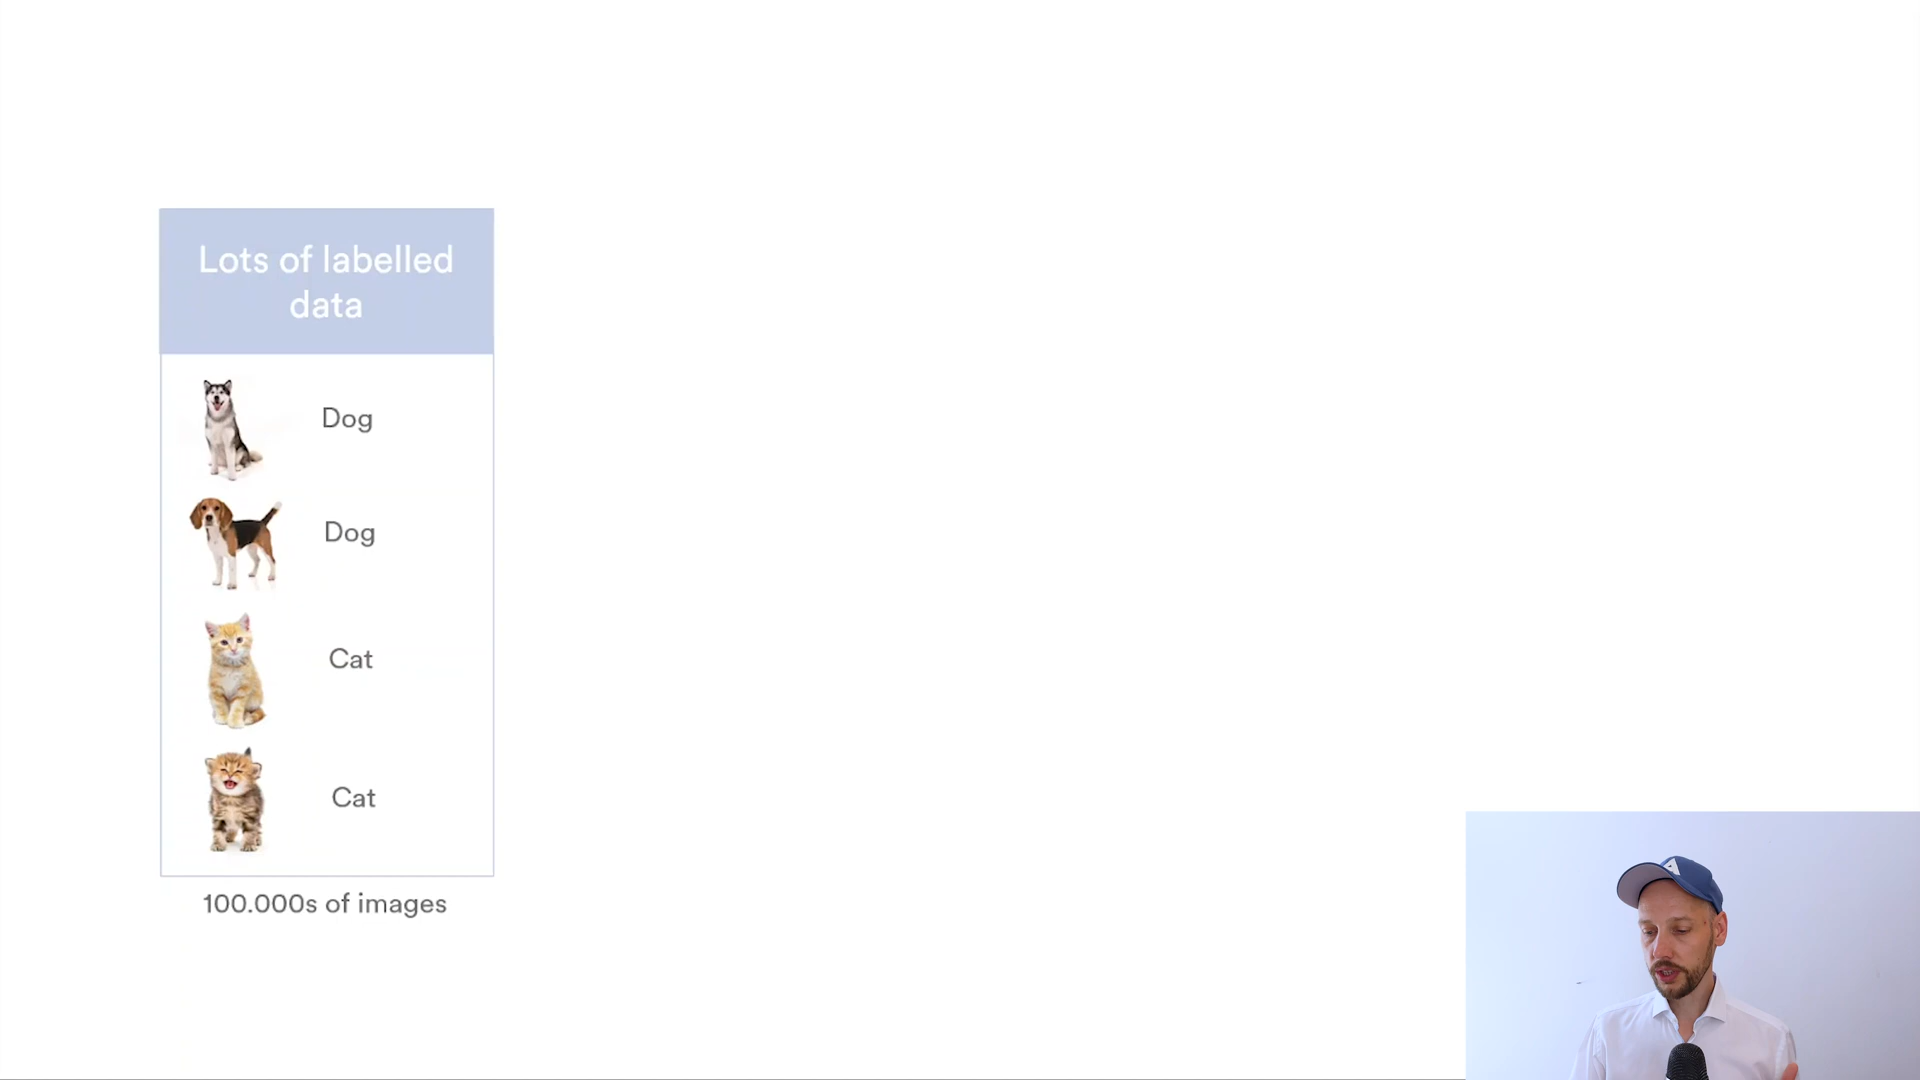 Lots of labelled
data
Dog
Dog
Cat
Cat
100.000s of images